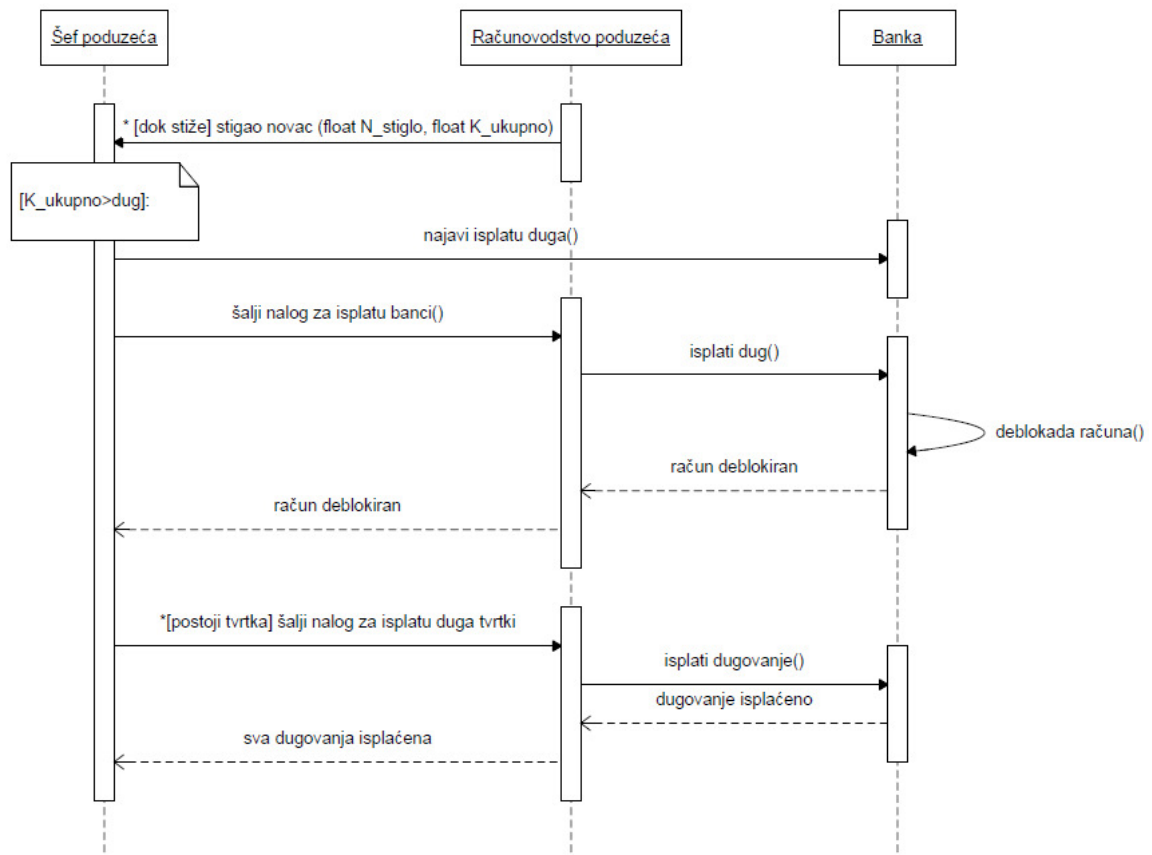 Šef poduzeća
Računovodstvo poduzeća
Banka
* [dok stiže] stigao novac (float N_stiglo, float K_ukupno)
[K_ukupno>dug]:
najavi isplatu duga()
šalji nalog za isplatu banci()
isplati dug()
deblokada računa()
račun deblokiran
račun deblokiran
*[postoji tvrtka] šalji nalog za isplatu duga tvrtki
isplati dugovanje()
dugovanje isplaćeno
sva dugovanja isplaćena